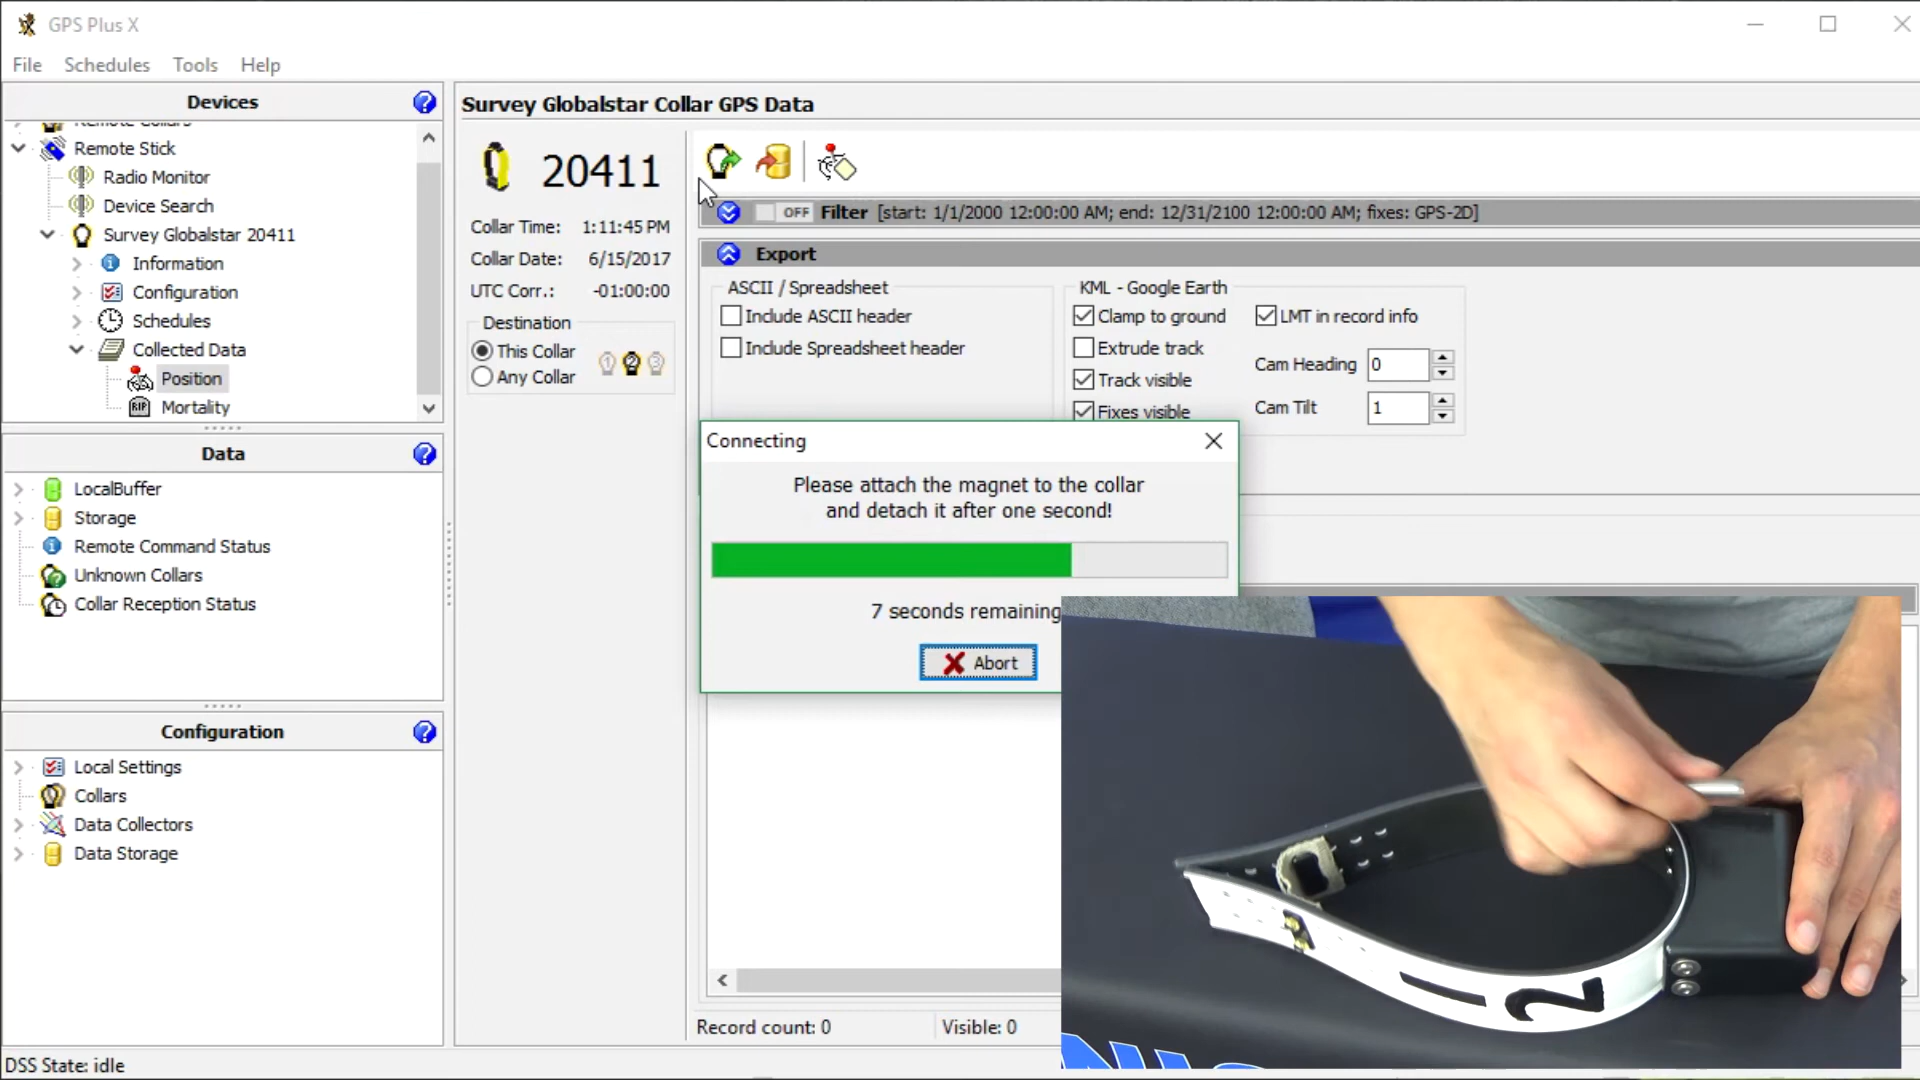 GPS Plus X
File Schedules Tools Help
Devices
Remote Collars
Remote Stick
Radio Monitor
Device Search
Survey Globalstar 20411
Information
Configuration
Schedules
Collected Data
Position
RIP Mortality
Data
LocalBuffer
Storage
Remote Command Status
Unknown Collars
Collar Reception Status
Configuration
Local Settings
Collars
Data Collectors
Data Storage
DSS State: idle
Survey Globalstar Collar GPS Data
20411
Collar Time: 1:11:45 PM
Collar Date: 6/15/2017
UTC Corr.: -01:00:00
Destination
This Collar
Any Collar
1 2 3
OFF Filter [start: 1/1/2000 12:00:00 AM; end: 12/31/2100 12:00:00 AM; fixes: GPS-2D]
Export
ASCII / Spreadsheet
Include ASCII header
Include Spreadsheet header
KML - Google Earth
Clamp to ground
Extrude track
Track visible
Fixes visible
LMT in record info
Cam Heading 0
Cam Tilt 1
Connecting
Please attach the magnet to the collar
and detach it after one second!
7 seconds remaining
Abort
Record count: 0 Visible: 0